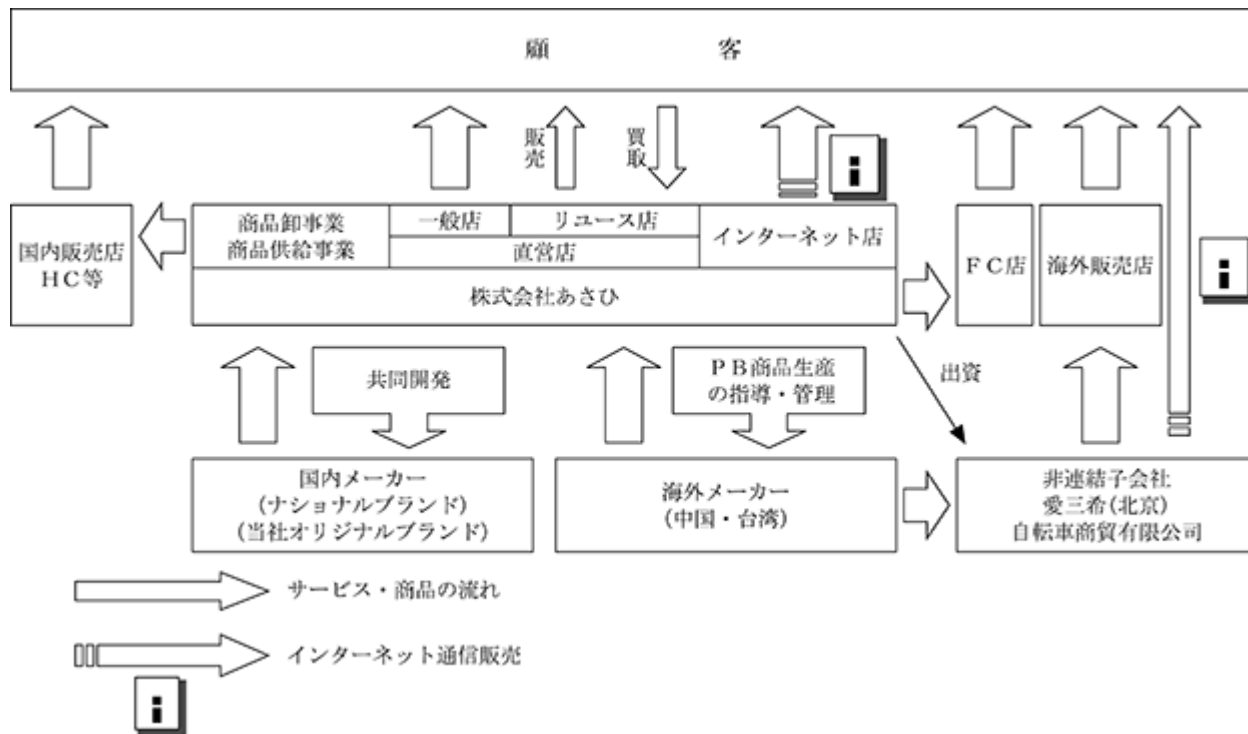 顧客
販売
買取
国内販売店
ＨＣ等
商品卸事業
商品供給事業
一般店
リユース店
直営店
インターネット店
株式会社あさひ
ＦＣ店
海外販売店
共同開発
ＰＢ商品生産
の指導・管理
出資
国内メーカー
(ナショナルブランド)
(当社オリジナルブランド)
海外メーカー
(中国・台湾)
非連結子会社
愛三希(北京)
自転車商貿有限公司
サービス・商品の流れ
インターネット通信販売